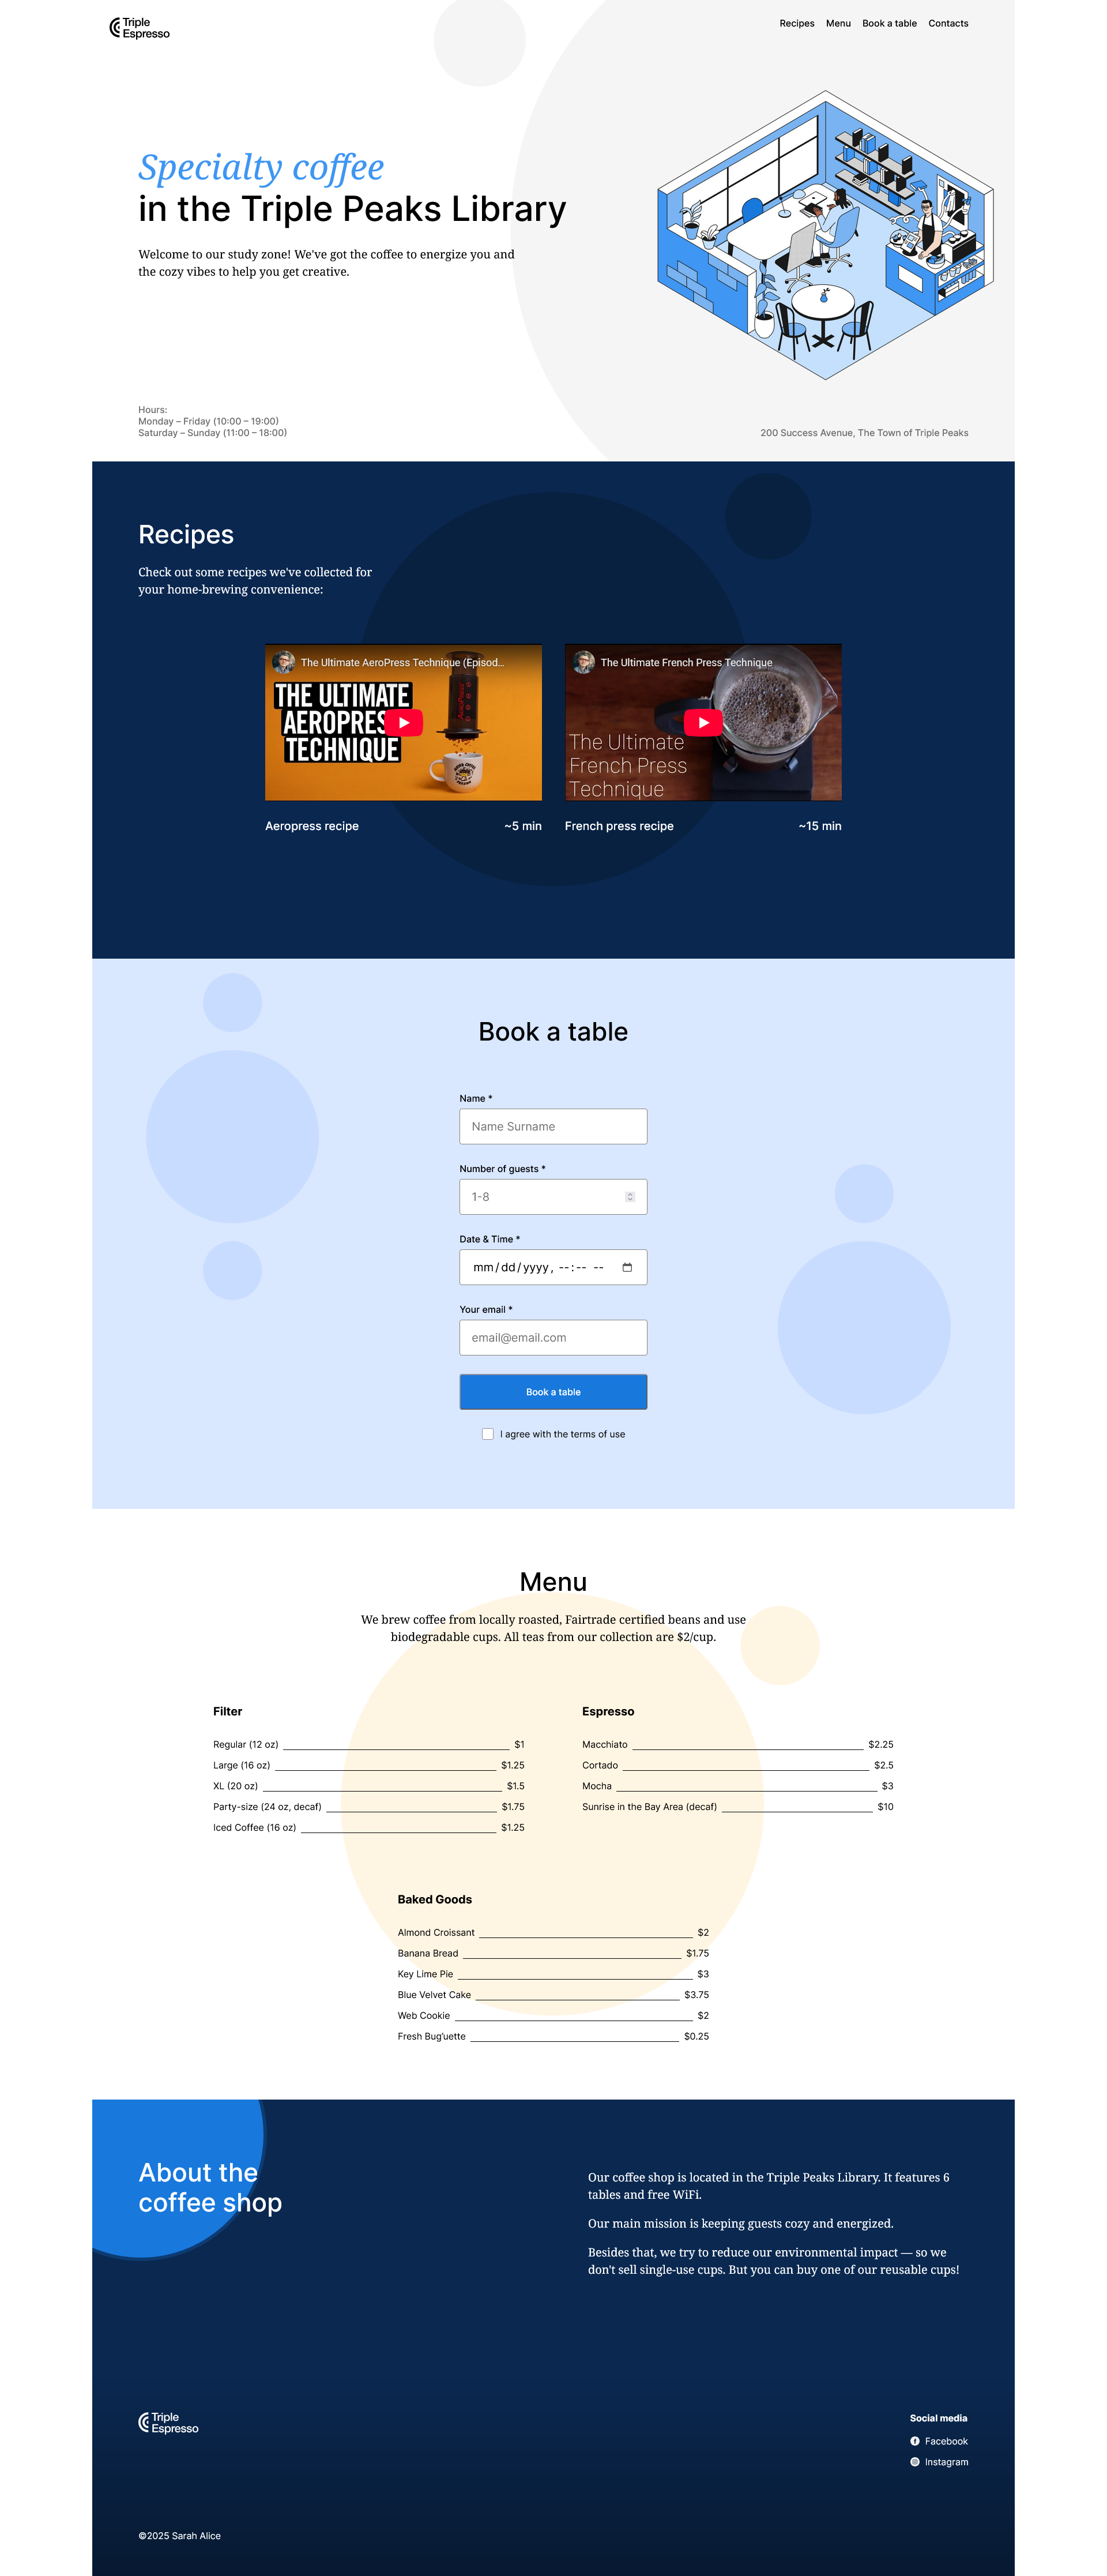 Triple
Espresso
Recipes Menu Book a table Contacts
Specialty coffee
in the Triple Peaks Library
Welcome to our study zone! We've got the coffee to energize you and
the cozy vibes to help you get creative.
Hours:
Monday – Friday (10:00 – 19:00)
Saturday – Sunday (11:00 – 18:00)
200 Success Avenue, The Town of Triple Peaks
Recipes
Check out some recipes we've collected for
your home-brewing convenience:
The Ultimate AeroPress Technique (Episod...
THE ULTIMATE
AEROPRESS
TECHNIQUE
Aeropress recipe ~5 min
The Ultimate French Press Technique
The Ultimate
French Press
Technique
French press recipe ~15 min
Book a table
Name *
Name Surname
Number of guests *
1-8
Date & Time *
mm/dd/yyyy, --:-- --
Your email *
email@email.com
Book a table
I agree with the terms of use
Menu
We brew coffee from locally roasted, Fairtrade certified beans and use
biodegradable cups. All teas from our collection are $2/cup.
Filter
Regular (12 oz) $1
Large (16 oz) $1.25
XL (20 oz) $1.5
Party-size (24 oz, decaf) $1.75
Iced Coffee (16 oz) $1.25
Espresso
Macchiato $2.25
Cortado $2.5
Mocha $3
Sunrise in the Bay Area (decaf) $10
Baked Goods
Almond Croissant $2
Banana Bread $1.75
Key Lime Pie $3
Blue Velvet Cake $3.75
Web Cookie $2
Fresh Bug'uette $0.25
About the
coffee shop
Our coffee shop is located in the Triple Peaks Library. It features 6
tables and free WiFi.
Our main mission is keeping guests cozy and energized.
Besides that, we try to reduce our environmental impact — so we
don't sell single-use cups. But you can buy one of our reusable cups!
Triple
Espresso
Social media
Facebook
Instagram
©2025 Sarah Alice